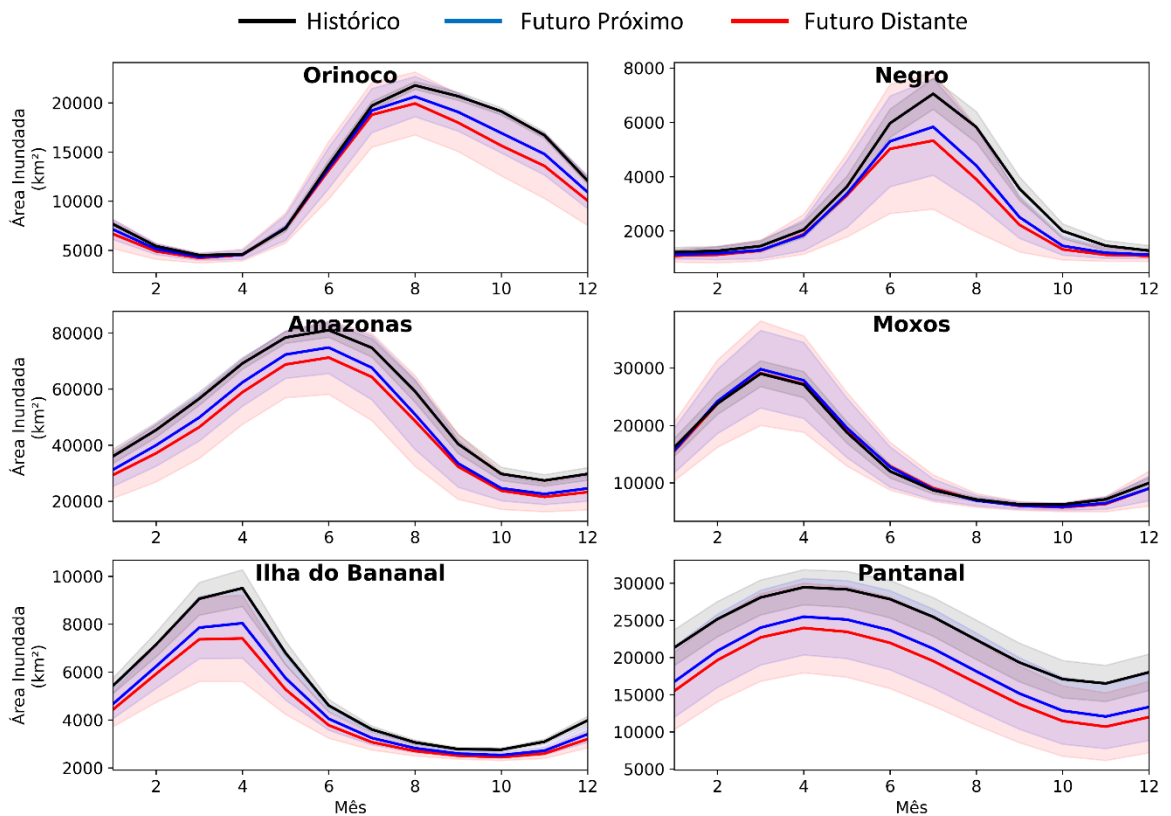 Histórico Futuro Próximo Futuro Distante
Orinoco
Área Inundada
(km²)
20000
15000
10000
5000
2 4 6 8 10 12
Negro
8000
6000
4000
2000
2 4 6 8 10 12
Amazonas
Área Inundada
(km²)
80000
60000
40000
20000
2 4 6 8 10 12
Moxos
30000
20000
10000
2 4 6 8 10 12
Ilha do Bananal
Área Inundada
(km²)
10000
8000
6000
4000
2000
2 4 6 8 10 12
Mês
Pantanal
30000
25000
20000
15000
10000
5000
2 4 6 8 10 12
Mês